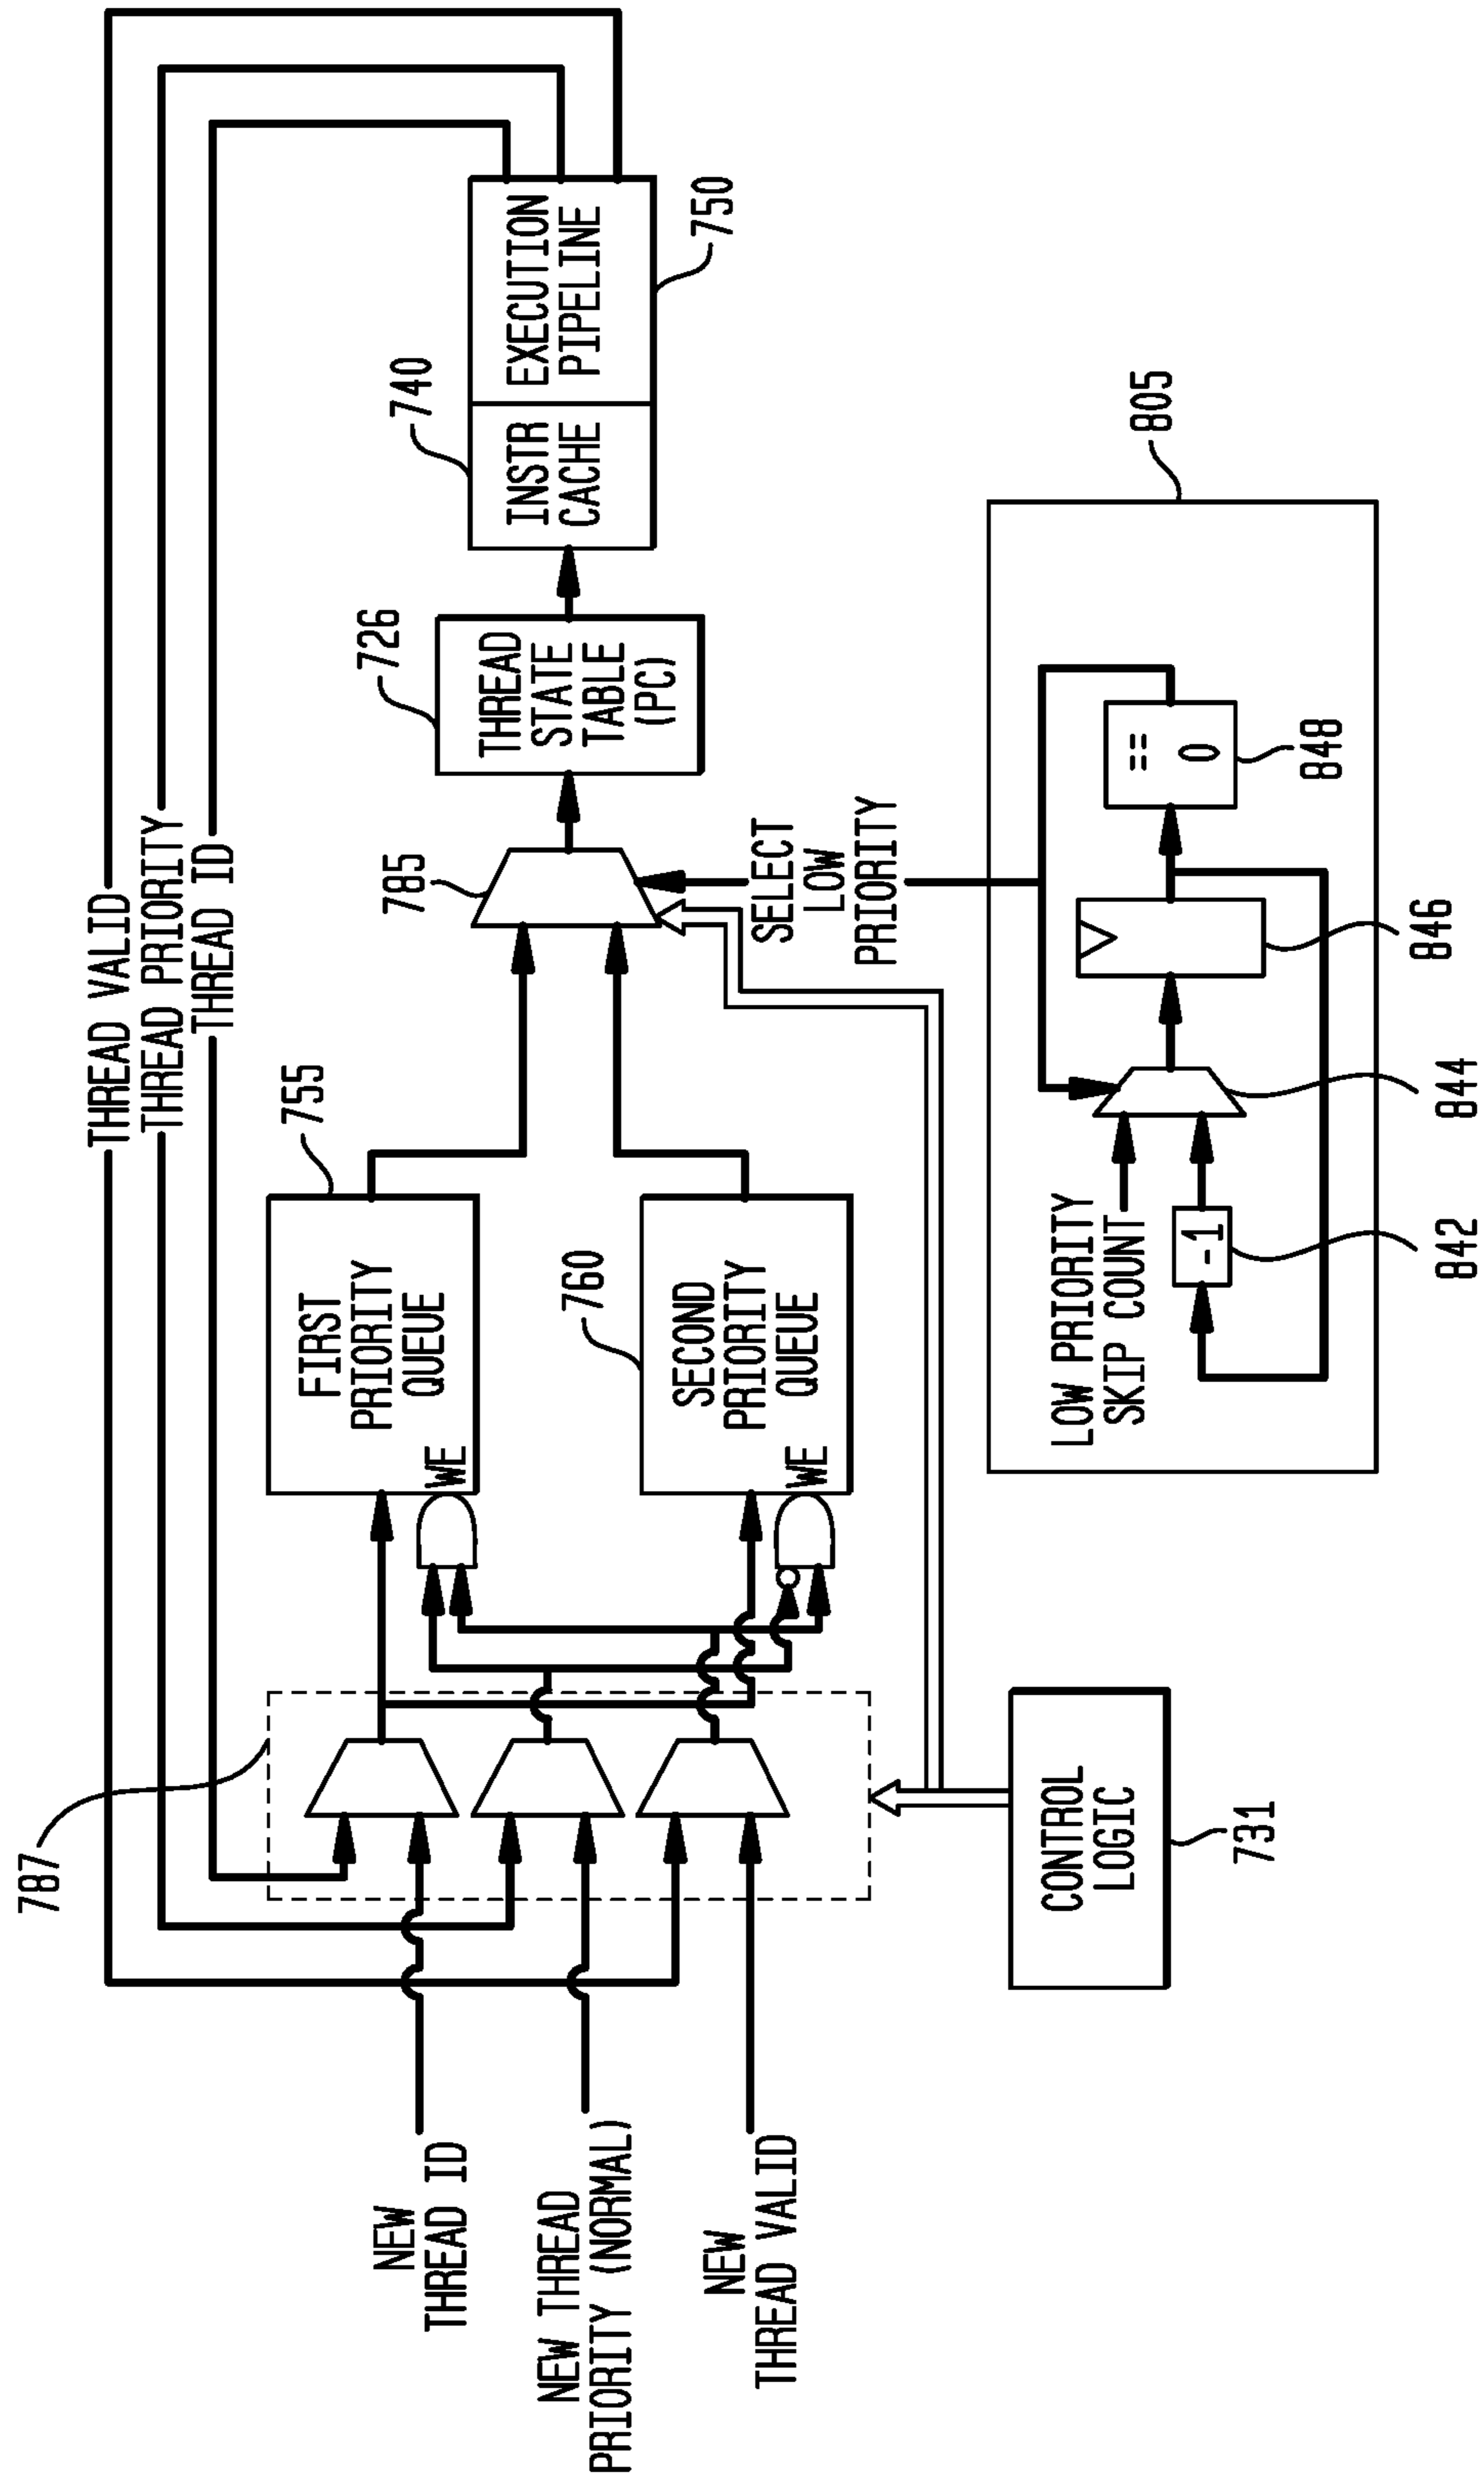 THREAD VALID
THREAD PRIORITY
THREAD ID
787
NEW
THREAD ID
NEW THREAD
PRIORITY (NORMAL)
NEW
THREAD VALID
755
FIRST
PRIORITY
QUEUE
WE
760
SECOND
PRIORITY
QUEUE
WE
785
SELECT
LOW
PRIORITY
726
THREAD
STATE
TABLE
(PC)
740
INSTR
CACHE
EXECUTION
PIPELINE
750
CONTROL
LOGIC
731
805
LOW PRIORITY
SKIP COUNT
-1
==
0
842
844
846
848